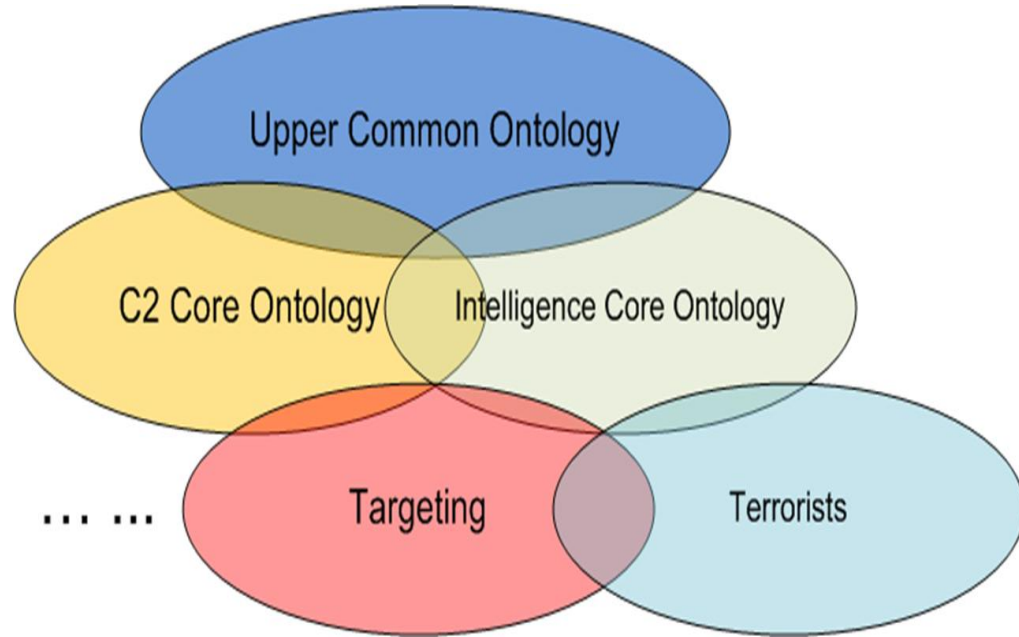 Upper Common Ontology
C2 Core Ontology
Intelligence Core Ontology
... ...
Targeting
Terrorists